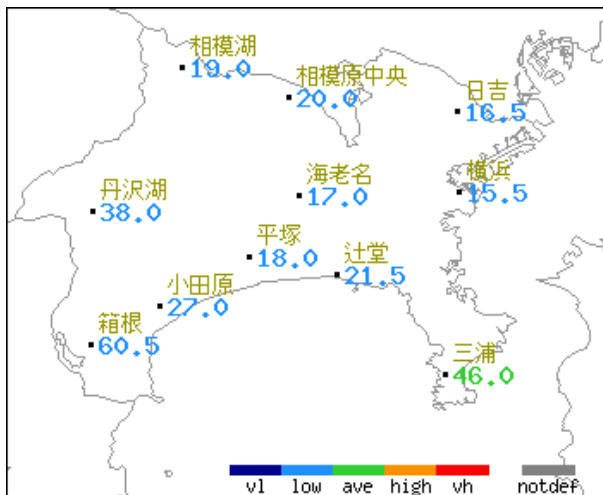 相模湖
19.0
相模原中央
20.0
日吉
16.5
丹沢湖
38.0
海老名
17.0
横浜
15.5
平塚
18.0
辻堂
21.5
小田原
27.0
箱根
60.5
三浦
46.0
vl low ave high vh notdef